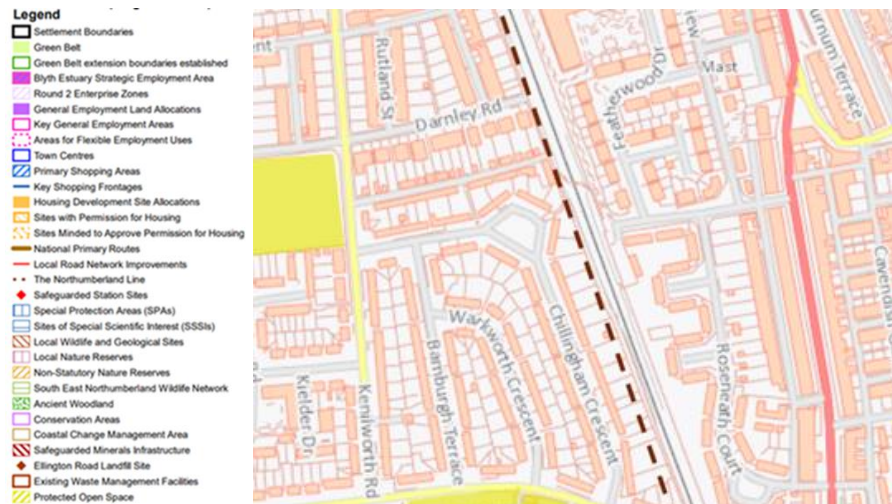 Legend
Settlement Boundaries
Green Belt
Green Belt extension boundaries established
Blyth Estuary Strategic Employment Area
Round 2 Enterprise Zones
General Employment Land Allocations
Key General Employment Areas
Areas for Flexible Employment Uses
Town Centres
Primary Shopping Areas
Key Shopping Frontages
Housing Development Site Allocations
Sites with Permission for Housing
Sites Minded to Approve Permission for Housing
National Primary Routes
Local Road Network Improvements
The Northumberland Line
Safeguarded Station Sites
Special Protection Areas (SPAs)
Sites of Special Scientific Interest (SSSIs)
Local Wildlife and Geological Sites
Local Nature Reserves
Non-Statutory Nature Reserves
South East Northumberland Wildlife Network
Ancient Woodland
Conservation Areas
Coastal Change Management Area
Safeguarded Minerals Infrastructure
Ellington Road Landfill Site
Existing Waste Management Facilities
Protected Open Space
Rutland St
Darnley Rd
Mast
Terrace
Warkworth Crescent
Chillingham Crescent
Bamburgh Terrace
Kielder Dr
Kenilworth Rd
Roseheath Court